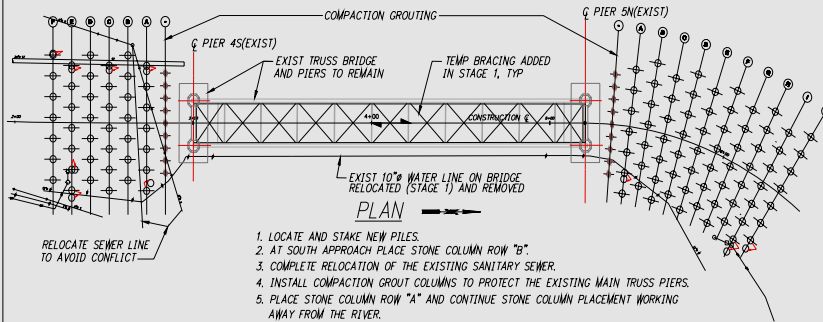 COMPACTION GROUTING
℄ PIER 5N(EXIST)
℄ PIER 4S(EXIST)
F E D C B A
A B C D E F
EXIST TRUSS BRIDGE
AND PIERS TO REMAIN
TEMP BRACING ADDED
IN STAGE 1, TYP
4+00
CONSTRUCTION ℄
EXIST 10"Ø WATER LINE ON BRIDGE
RELOCATED (STAGE 1) AND REMOVED
RELOCATE SEWER LINE
TO AVOID CONFLICT
PLAN
1. LOCATE AND STAKE NEW PILES.
2. AT SOUTH APPROACH PLACE STONE COLUMN ROW "B".
3. COMPLETE RELOCATION OF THE EXISTING SANITARY SEWER.
4. INSTALL COMPACTION GROUT COLUMNS TO PROTECT THE EXISTING MAIN TRUSS PIERS.
5. PLACE STONE COLUMN ROW "A" AND CONTINUE STONE COLUMN PLACEMENT WORKING
AWAY FROM THE RIVER.